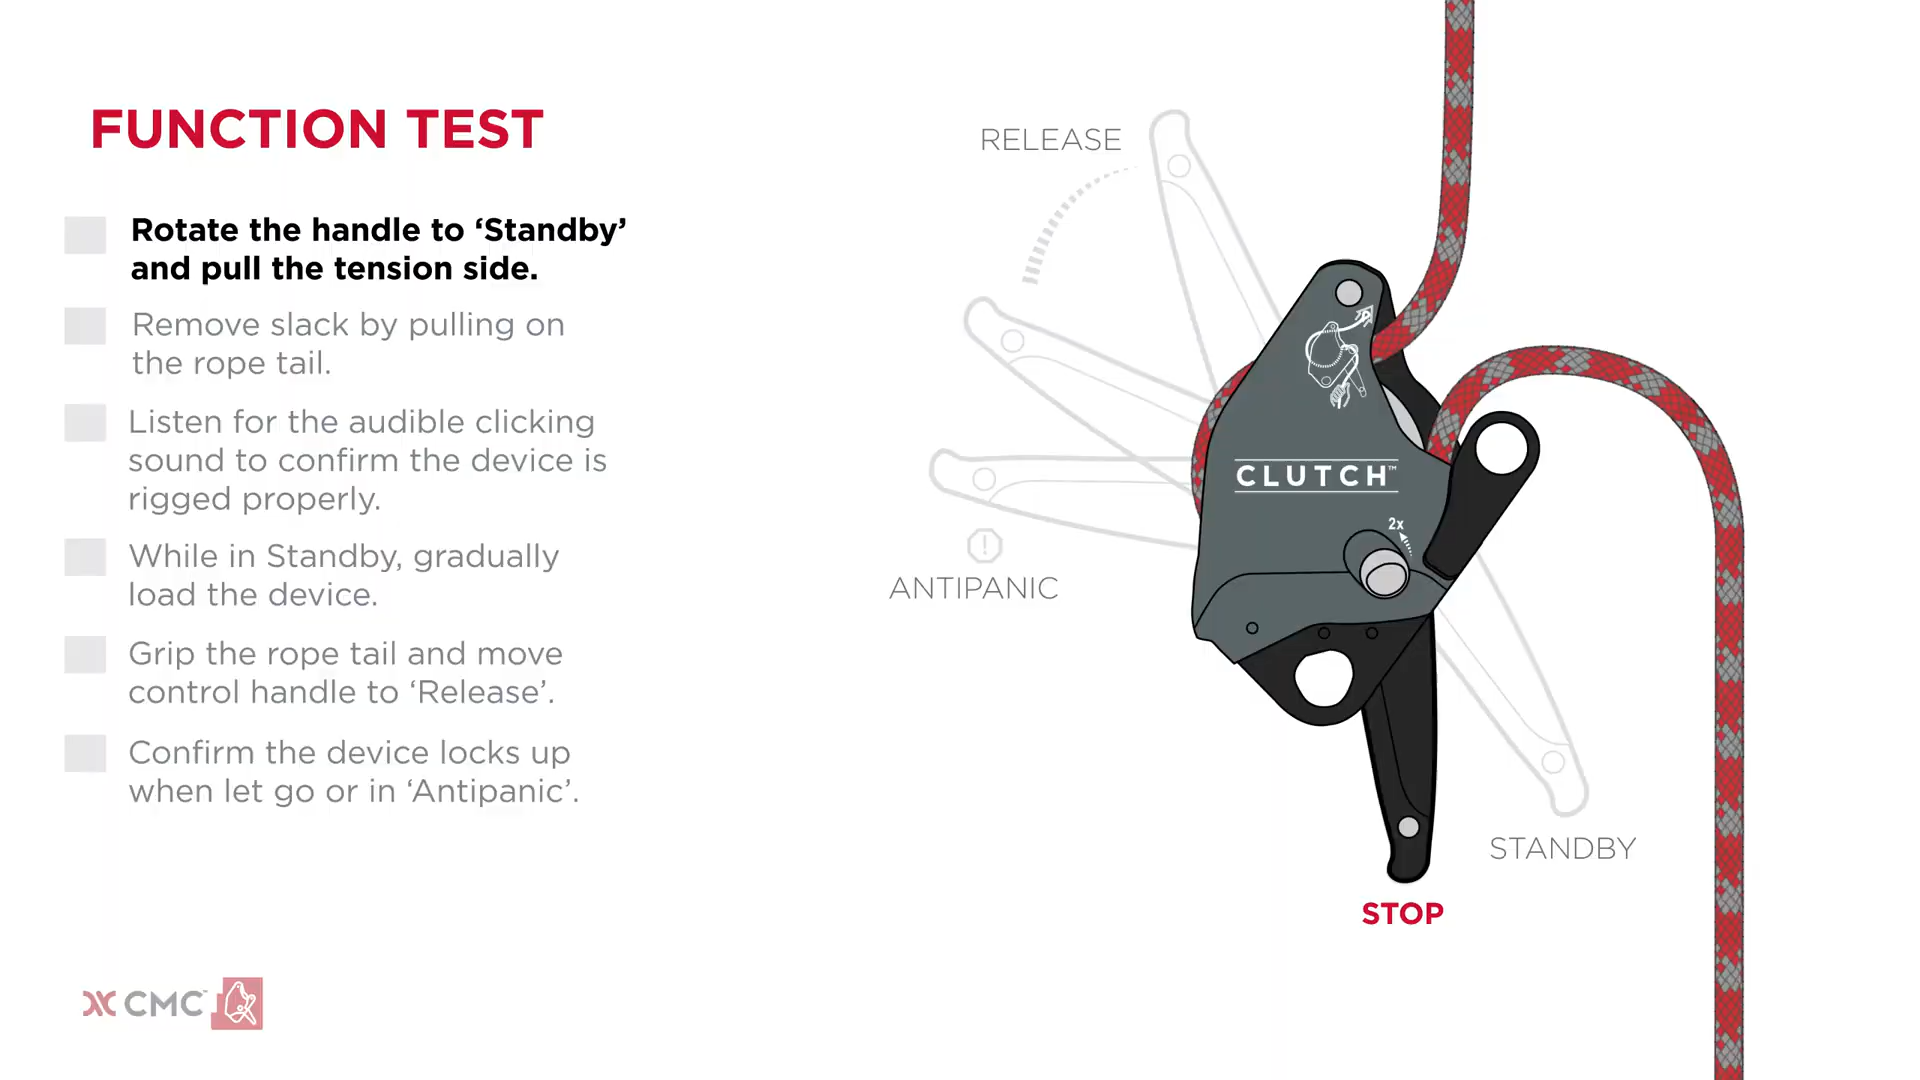 FUNCTION TEST
Rotate the handle to ‘Standby’
and pull the tension side.
Remove slack by pulling on
the rope tail.
Listen for the audible clicking
sound to confirm the device is
rigged properly.
While in Standby, gradually
load the device.
Grip the rope tail and move
control handle to ‘Release’.
Confirm the device locks up
when let go or in ‘Antipanic’.
RELEASE
!
ANTIPANIC
CLUTCH™
2x
STANDBY
STOP
CMC™